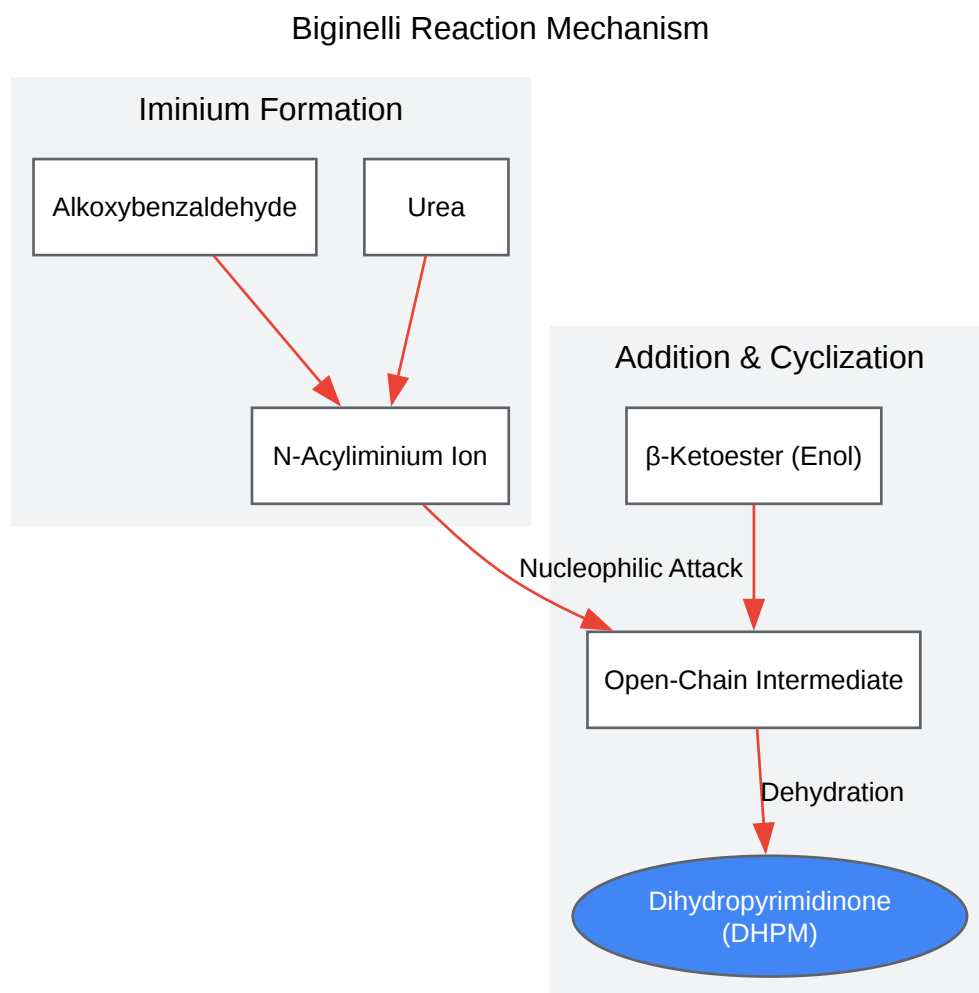 Biginelli Reaction Mechanism
Iminium Formation
Alkoxybenzaldehyde
Urea
N-Acyliminium Ion
Addition & Cyclization
β-Ketoester (Enol)
Nucleophilic Attack
Open-Chain Intermediate
Dehydration
Dihydropyrimidinone
(DHPM)